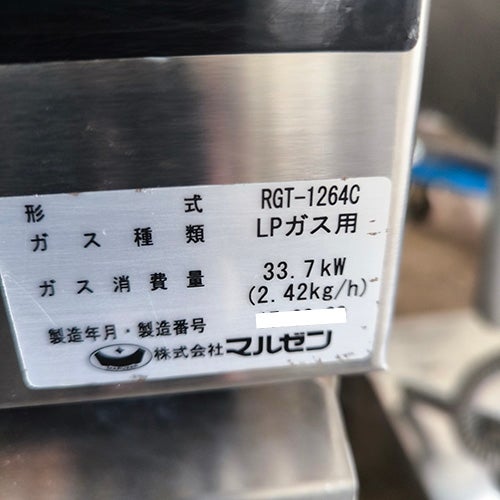 形 式 RGT-1264C
ガ ス 種 類 LPガス用
ガ ス 消 費 量 33.7kW
(2.42kg/h)
製造年月・製造番号
株式会社マルゼン